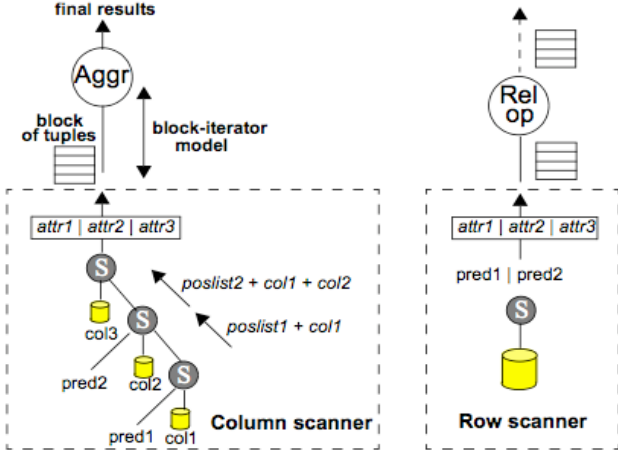 final results
Aggr
block
of tuples
block-iterator
model
attr1 | attr2 | attr3
S
poslist2 + col1 + col2
col3
S
poslist1 + col1
pred2
col2
S
pred1
col1
Column scanner
Rel
op
attr1 | attr2 | attr3
pred1 | pred2
S
Row scanner